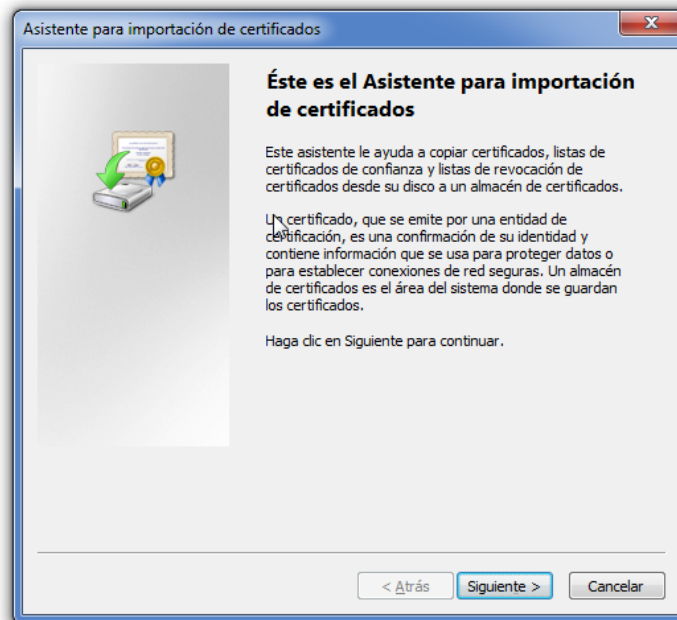 Asistente para importación de certificados
Éste es el Asistente para importación
de certificados
Este asistente le ayuda a copiar certificados, listas de
certificados de confianza y listas de revocación de
certificados desde su disco a un almacén de certificados.
Un certificado, que se emite por una entidad de
certificación, es una confirmación de su identidad y
contiene información que se usa para proteger datos o
para establecer conexiones de red seguras. Un almacén
de certificados es el área del sistema donde se guardan
los certificados.
Haga clic en Siguiente para continuar.
< Atrás Siguiente > Cancelar